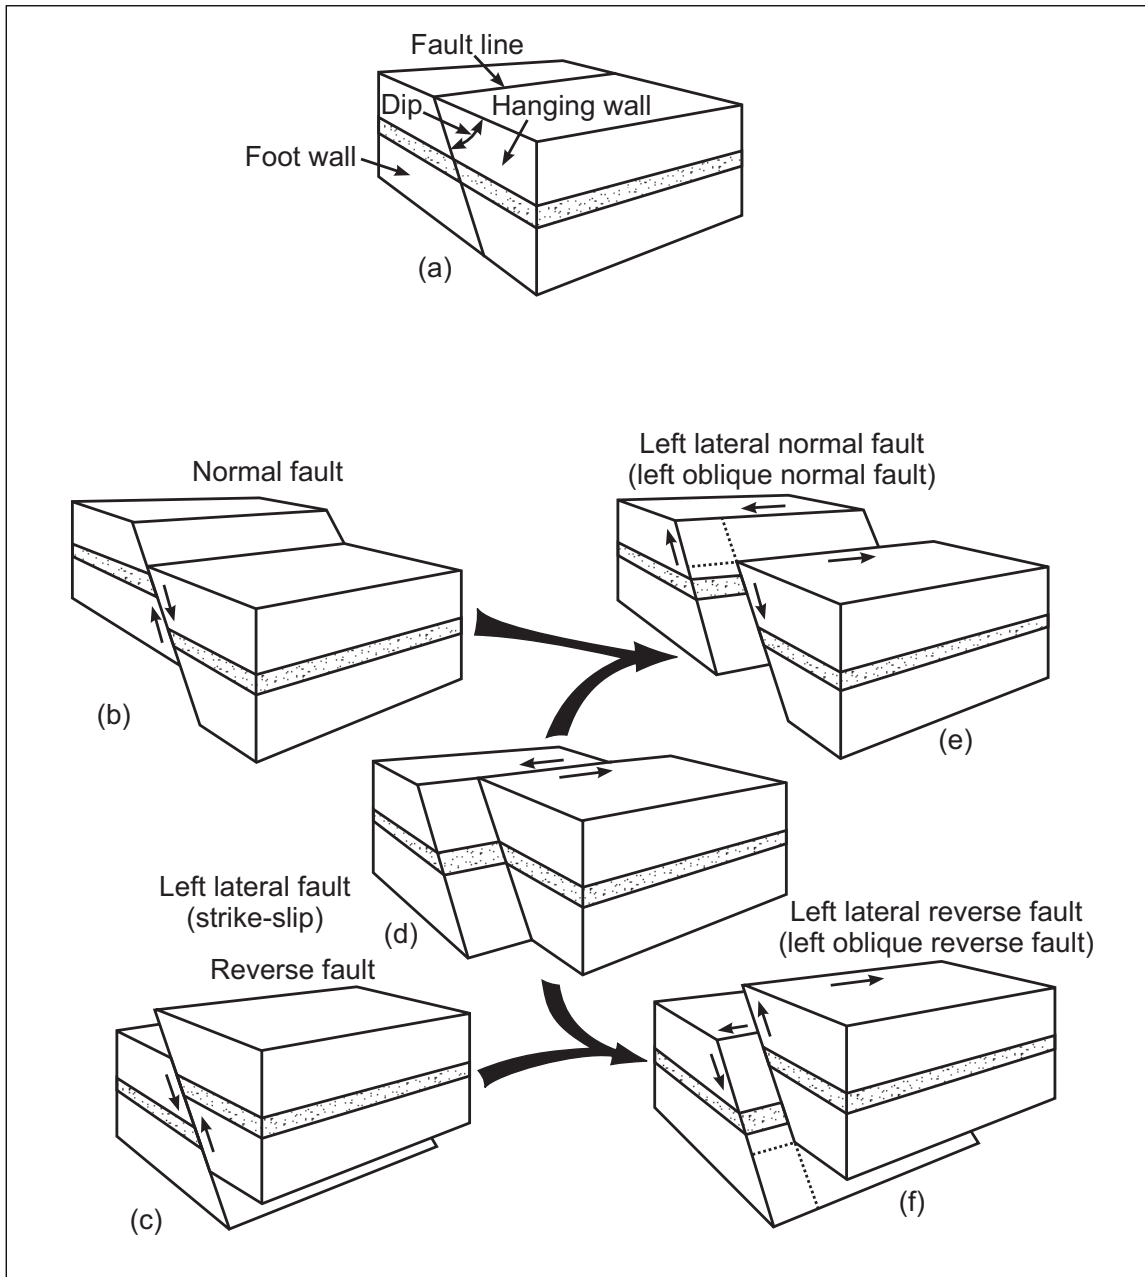 Fault line
Dip
Hanging wall
Foot wall
(a)
Normal fault
(b)
Left lateral normal fault
(left oblique normal fault)
(e)
Left lateral fault
(strike-slip)
(d)
Reverse fault
(c)
Left lateral reverse fault
(left oblique reverse fault)
(f)